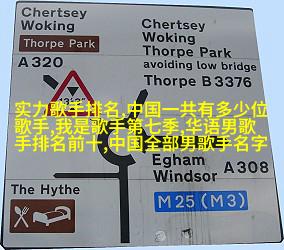 Chertsey
Woking
Thorpe Park
A320
Chertsey
Woking
Thorpe Park
avoiding low bridge
Thorpe B3376
实力歌手排名,中国一共有多少位
歌手,我是歌手第七季,华语男歌
手排名前十,中国全部男歌手名字
Egham
Windsor
A308
The Hythe
M25 (M3)